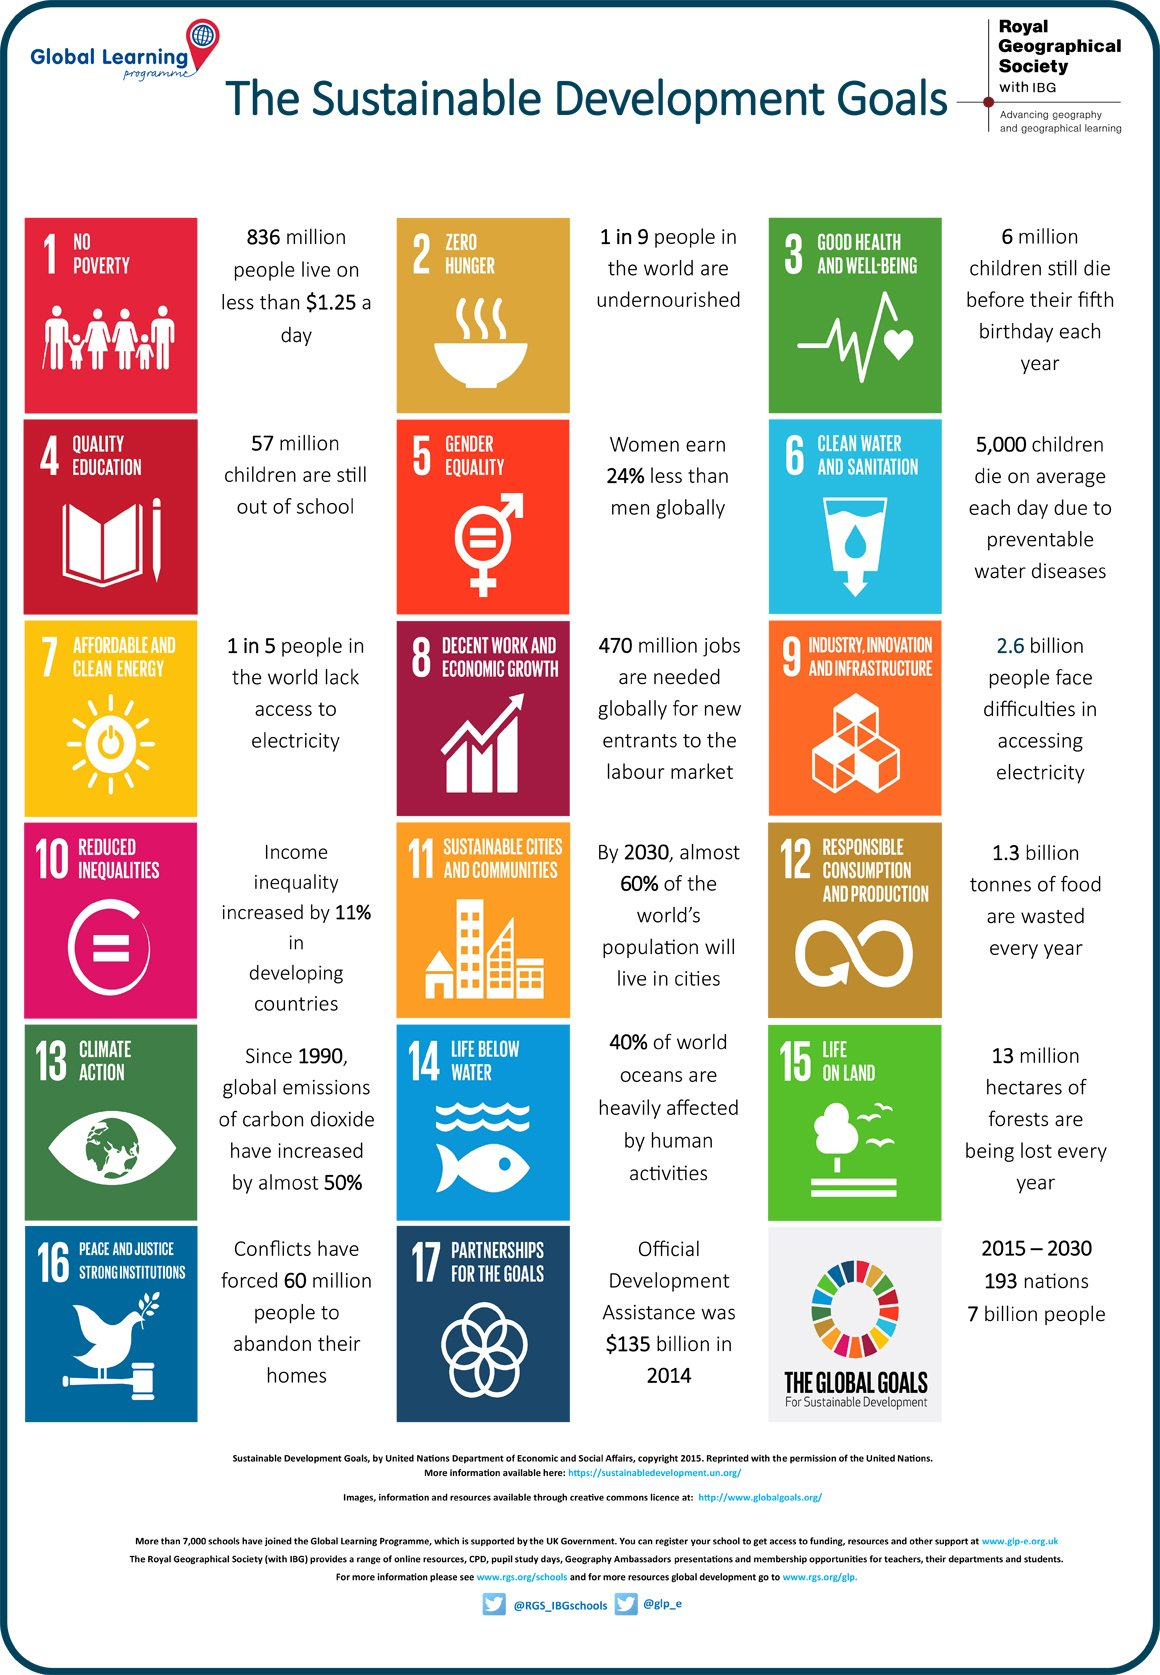 Global Learning
programme
Royal
Geographical
Society
with IBG
Advancing geography
and geographical learning
The Sustainable Development Goals
1 NO
POVERTY
836 million
people live on
less than $1.25 a
day
2 ZERO
HUNGER
1 in 9 people in
the world are
undernourished
3 GOOD HEALTH
AND WELL-BEING
6 million
children still die
before their fifth
birthday each
year
4 QUALITY
EDUCATION
57 million
children are still
out of school
5 GENDER
EQUALITY
Women earn
24% less than
men globally
6 CLEAN WATER
AND SANITATION
5,000 children
die on average
each day due to
preventable
water diseases
7 AFFORDABLE AND
CLEAN ENERGY
1 in 5 people in
the world lack
access to
electricity
8 DECENT WORK AND
ECONOMIC GROWTH
470 million jobs
are needed
globally for new
entrants to the
labour market
9 INDUSTRY, INNOVATION
AND INFRASTRUCTURE
2.6 billion
people face
difficulties in
accessing
electricity
10 REDUCED
INEQUALITIES
Income
inequality
increased by 11%
in
developing
countries
11 SUSTAINABLE CITIES
AND COMMUNITIES
By 2030, almost
60% of the
world's
population will
live in cities
12 RESPONSIBLE
CONSUMPTION
AND PRODUCTION
1.3 billion
tonnes of food
are wasted
every year
13 CLIMATE
ACTION
Since 1990,
global emissions
of carbon dioxide
have increased
by almost 50%
14 LIFE BELOW
WATER
40% of world
oceans are
heavily affected
by human
activities
15 LIFE
ON LAND
13 million
hectares of
forests are
being lost every
year
16 PEACE AND JUSTICE
STRONG INSTITUTIONS
Conflicts have
forced 60 million
people to
abandon their
homes
17 PARTNERSHIPS
FOR THE GOALS
Official
Development
Assistance was
$135 billion in
2014
THE GLOBAL GOALS
For Sustainable Development
2015 – 2030
193 nations
7 billion people
Sustainable Development Goals, by United Nations Department of Economic and Social Affairs, copyright 2015. Reprinted with the permission of the United Nations.
More information available here: https://sustainabledevelopment.un.org/
Images, information and resources available through creative commons licence at: http://www.globalgoals.org/
More than 7,000 schools have joined the Global Learning Programme, which is supported by the UK Government. You can register your school to get access to funding, resources and other support at www.glp-e.org.uk
The Royal Geographical Society (with IBG) provides a range of online resources, CPD, pupil study days, Geography Ambassadors presentations and membership opportunities for teachers, their departments and students.
For more information please see www.rgs.org/schools and for more resources global development go to www.rgs.org/glp.
@RGS_IBGschools @glp_e